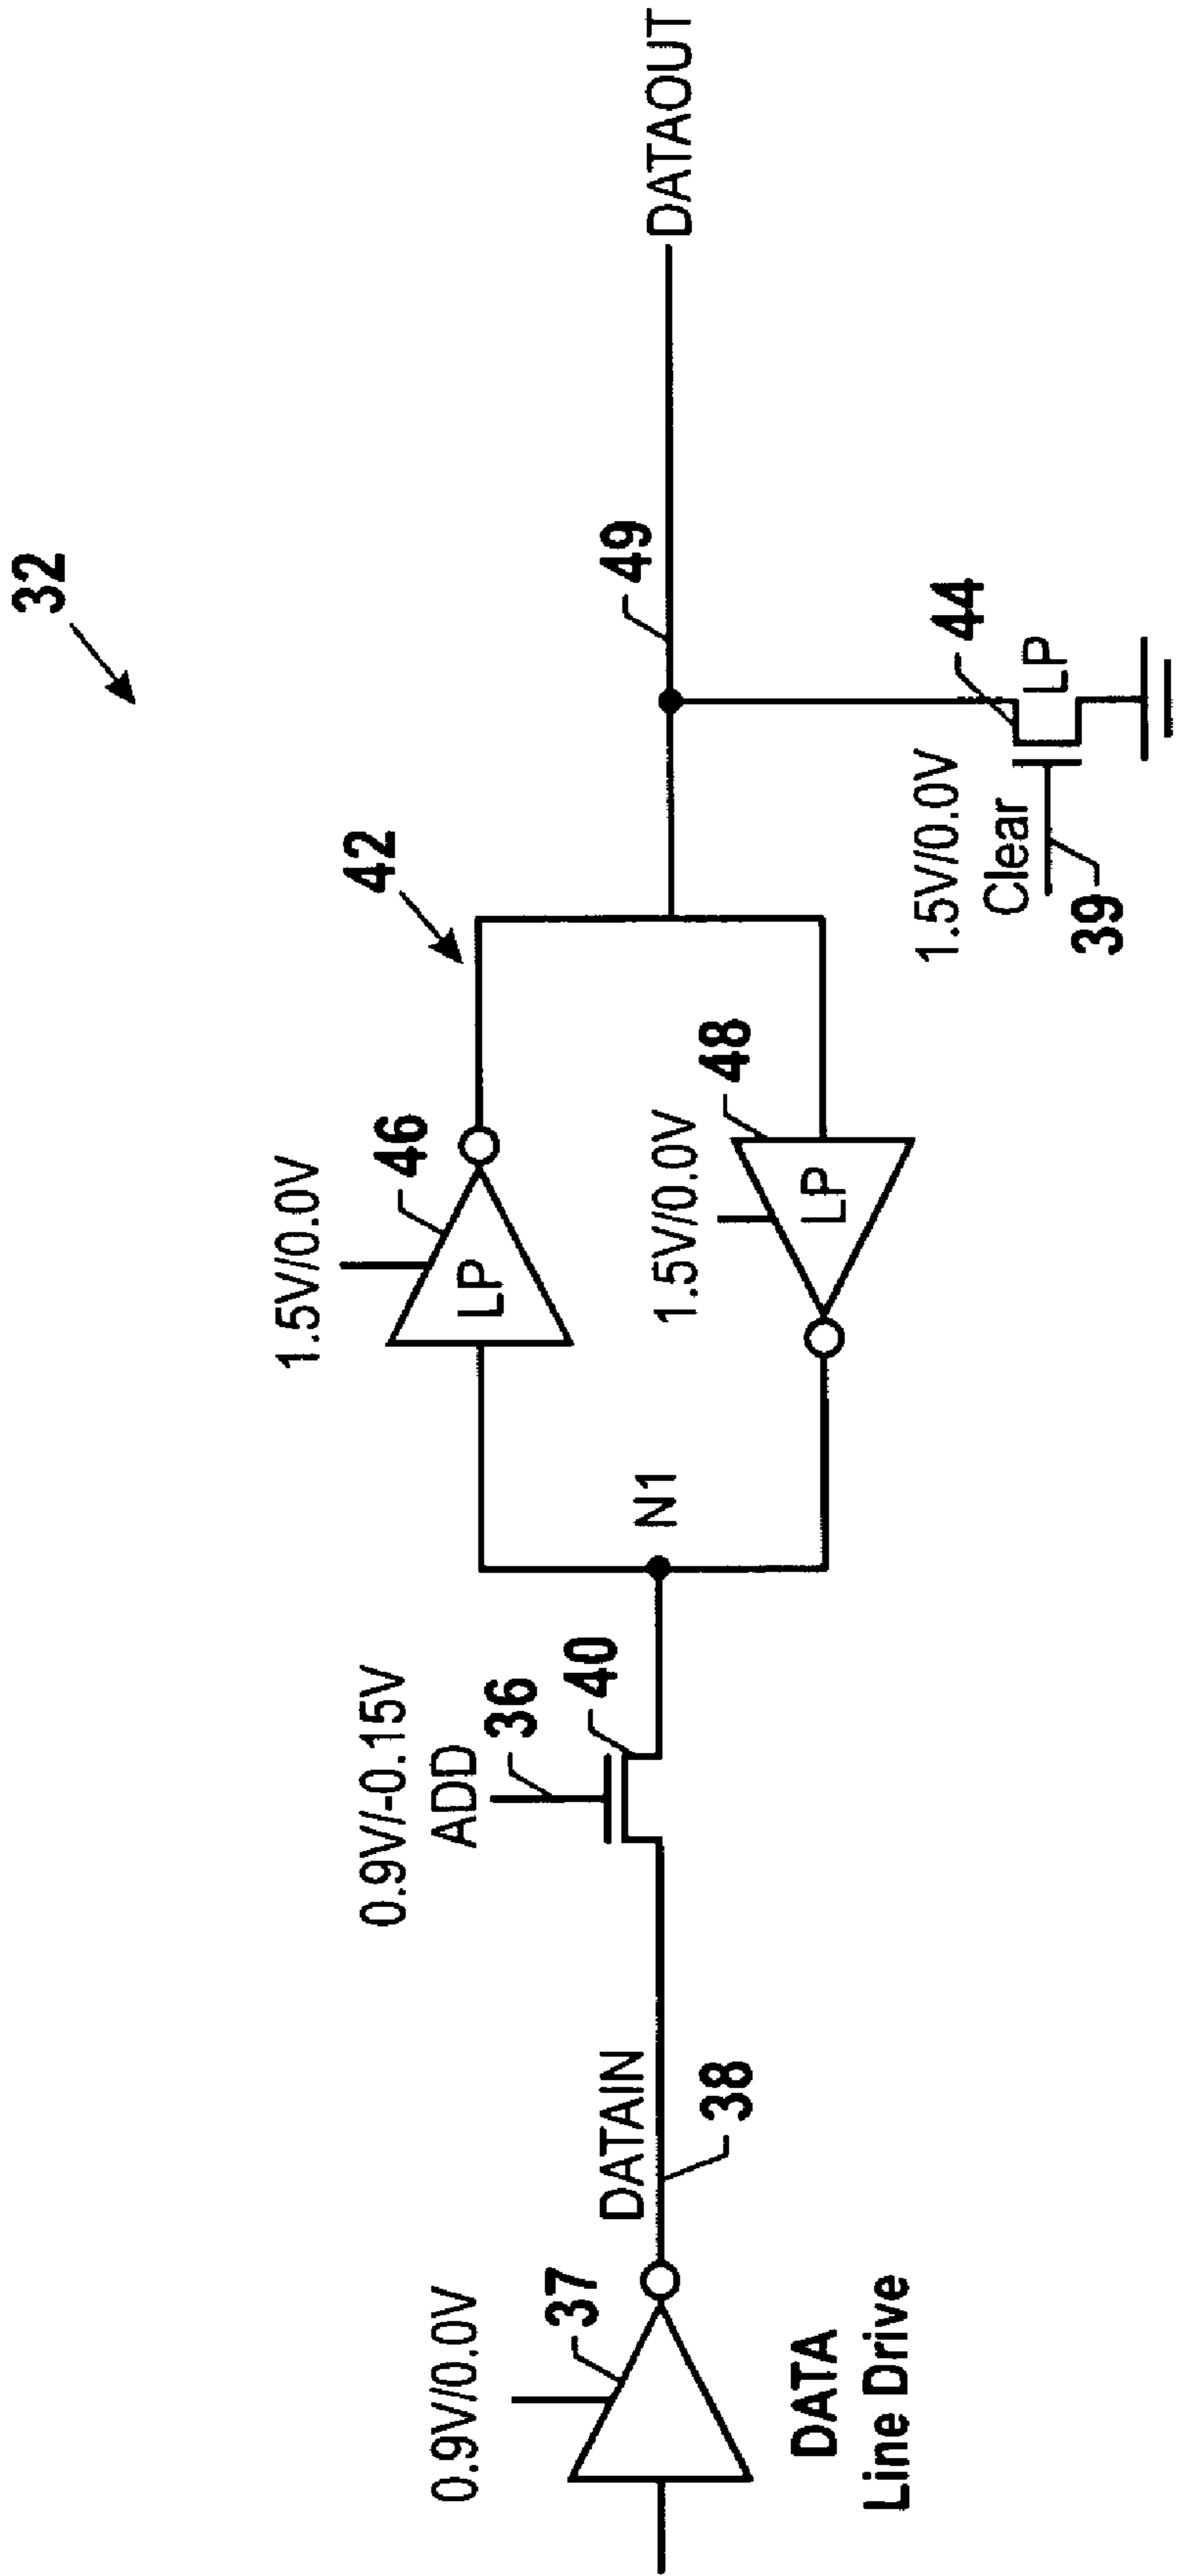 32
0.9V/0.0V
37
DATA
Line Drive
DATAIN
38
0.9V/-0.15V
ADD
36
40
N1
1.5V/0.0V
46
LP
42
1.5V/0.0V
48
LP
49
DATAOUT
1.5V/0.0V
Clear
39
44
LP